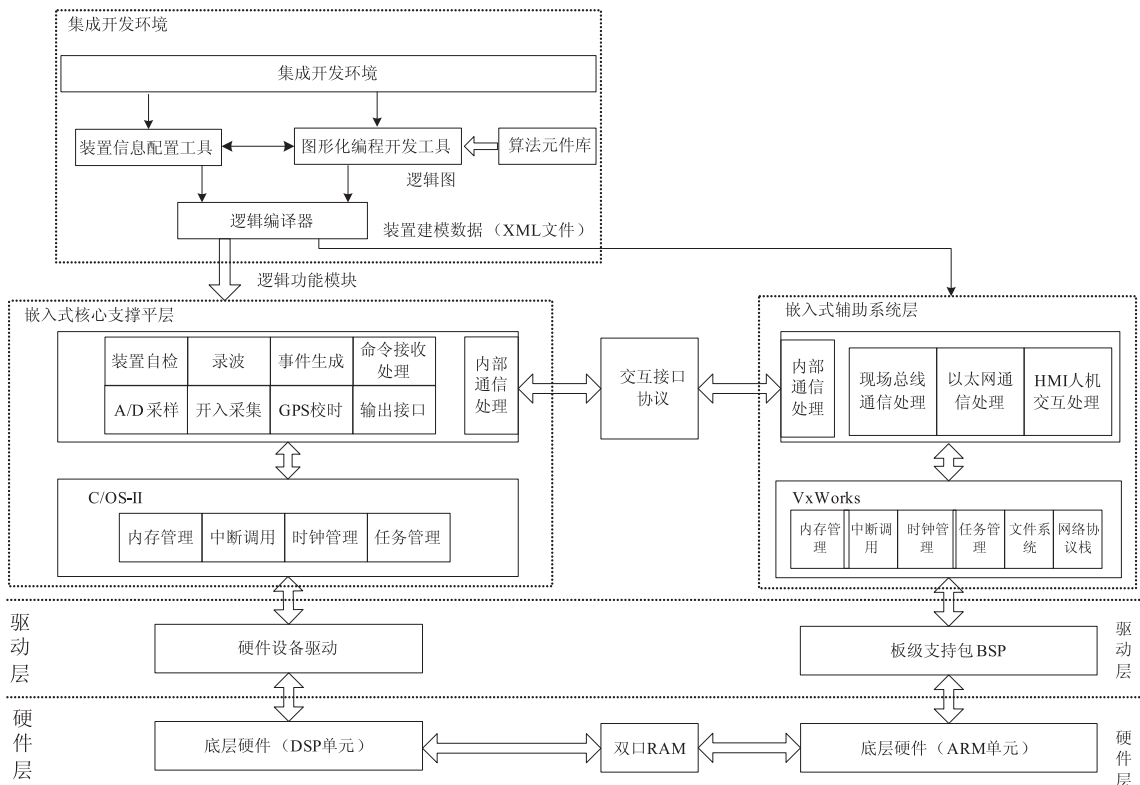 集成开发环境
集成开发环境
装置信息配置工具
图形化编程开发工具
算法元件库
逻辑图
逻辑编译器
装置建模数据（XML文件）
逻辑功能模块
嵌入式核心支撑平层
装置自检
录波
事件生成
命令接收
处理
A/D 采样
开入采集
GPS校时
输出接口
内部
通信
处理
交互接口
协议
嵌入式辅助系统层
内部
通信
处理
现场总线
通信处理
以太网通
信处理
HMI人机
交互处理
C/OS-II
内存管理
中断调用
时钟管理
任务管理
VxWorks
内存管
理
中断调
用
时钟管
理
任务管
理
文件系
统
网络协
议栈
驱
动
层
硬件设备驱动
板级支持包 BSP
驱
动
层
硬
件
层
底层硬件（DSP单元）
双口RAM
底层硬件（ARM单元）
硬
件
层